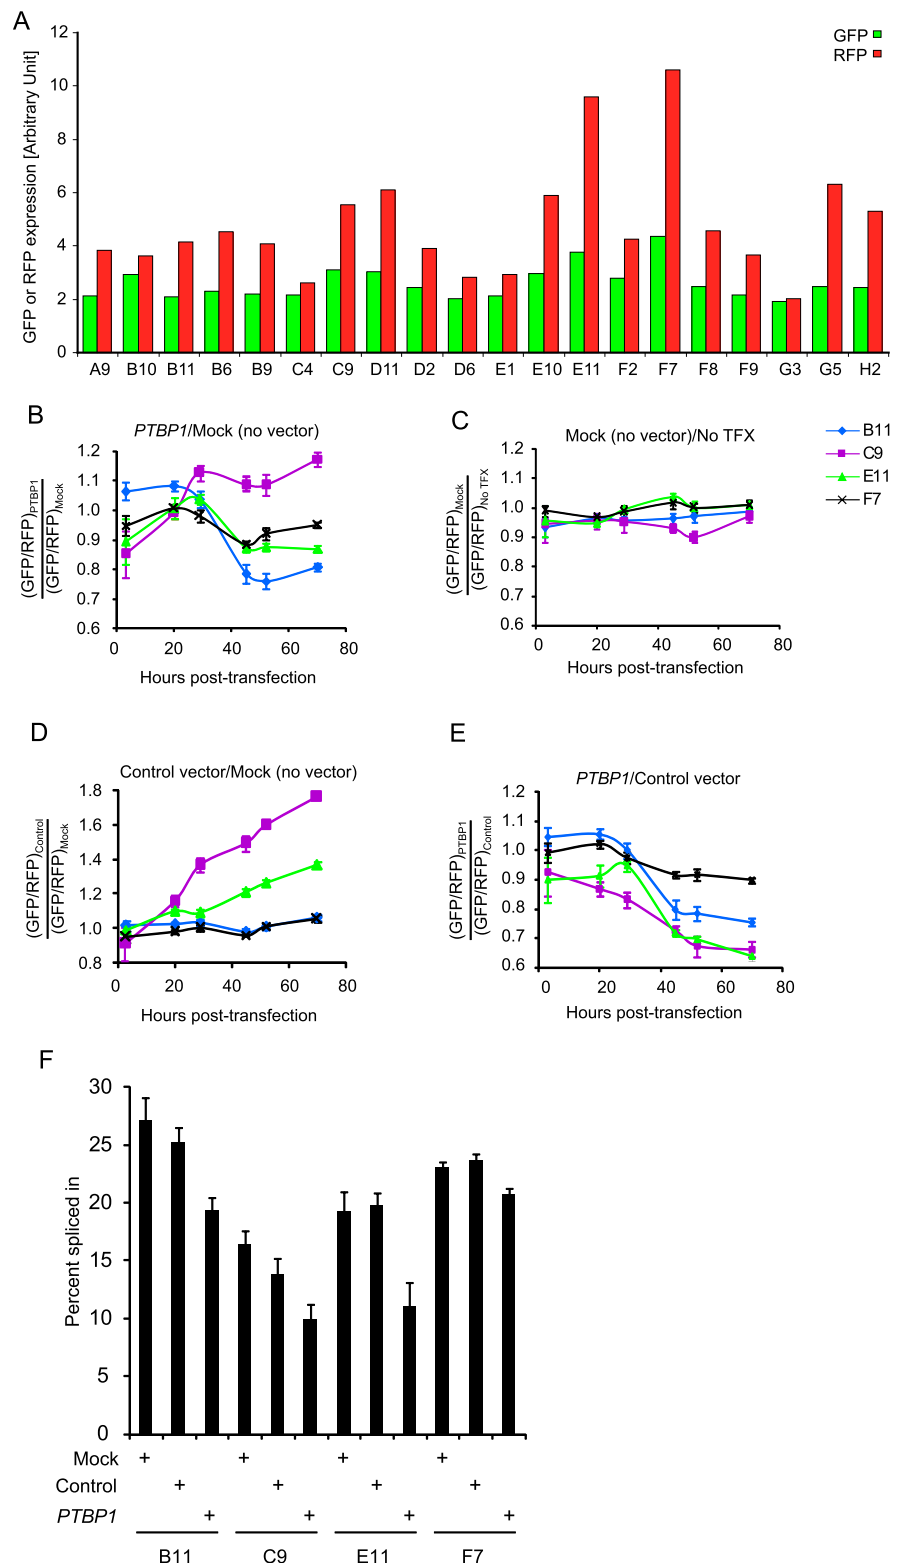 A
GFP or RFP expression [Arbitrary Unit]
12
10
8
6
4
2
0
GFP
RFP
A9 B10 B11 B6 B9 C4 C9 D11 D2 D6 E1 E10 E11 F2 F7 F8 F9 G3 G5 H2
B
PTBP1/Mock (no vector)
(GFP/RFP)PTBP1
(GFP/RFP)Mock
1.2
1.1
1.0
0.9
0.8
0.7
0.6
0 20 40 60 80
Hours post-transfection
C
Mock (no vector)/No TFX
(GFP/RFP)Mock
(GFP/RFP)No TFX
1.2
1.1
1.0
0.9
0.8
0.7
0.6
0 20 40 60 80
Hours post-transfection
B11
C9
E11
F7
D
Control vector/Mock (no vector)
(GFP/RFP)Control
(GFP/RFP)Mock
1.8
1.6
1.4
1.2
1.0
0.8
0 20 40 60 80
Hours post-transfection
E
PTBP1/Control vector
(GFP/RFP)PTBP1
(GFP/RFP)Control
1.2
1.1
1.0
0.9
0.8
0.7
0.6
0 20 40 60 80
Hours post-transfection
F
Percent spliced in
30
25
20
15
10
5
0
Mock + + + +
Control + + + +
PTBP1 + + + +
B11 C9 E11 F7